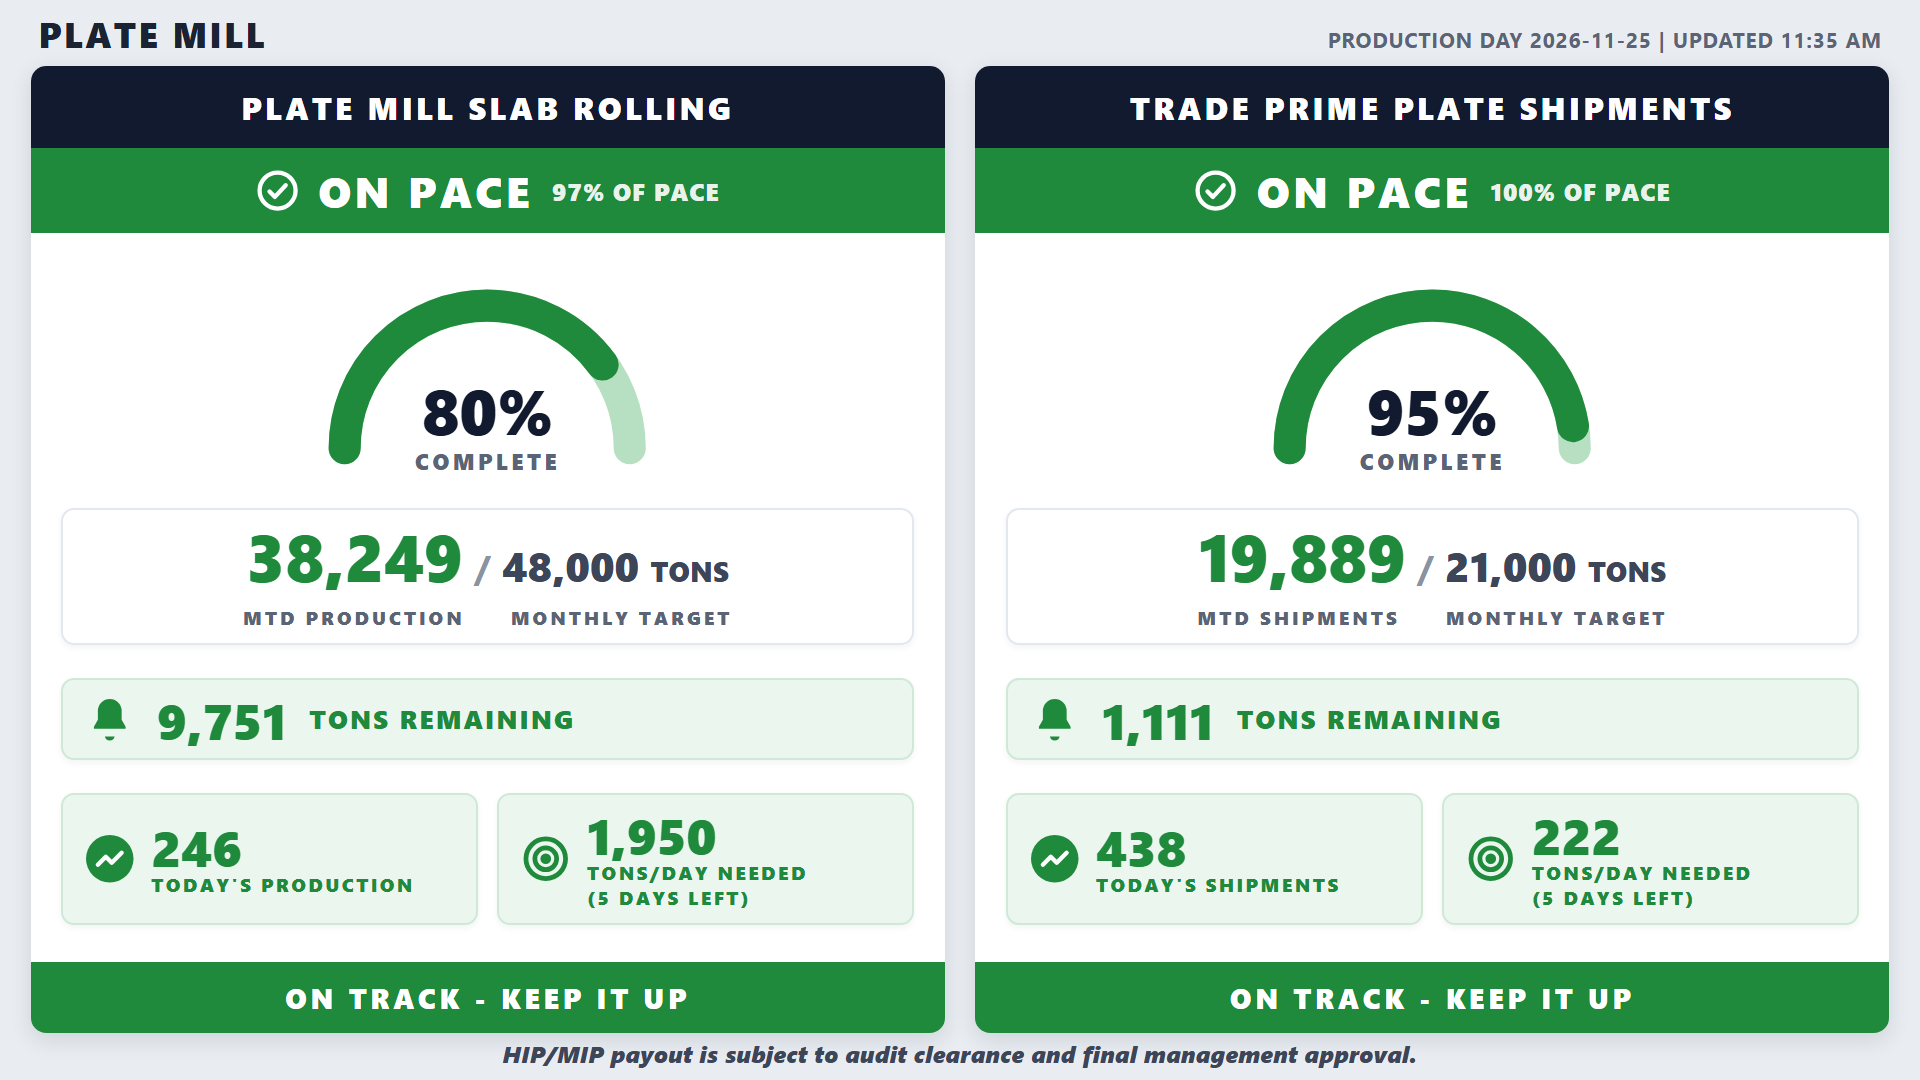 PLATE MILL
PRODUCTION DAY 2026-11-25 | UPDATED 11:35 AM
PLATE MILL SLAB ROLLING
ON PACE 97% OF PACE
80%
COMPLETE
38,249 / 48,000 TONS
MTD PRODUCTION MONTHLY TARGET
9,751 TONS REMAINING
246
TODAY'S PRODUCTION
1,950
TONS/DAY NEEDED
(5 DAYS LEFT)
ON TRACK - KEEP IT UP
TRADE PRIME PLATE SHIPMENTS
ON PACE 100% OF PACE
95%
COMPLETE
19,889 / 21,000 TONS
MTD SHIPMENTS MONTHLY TARGET
1,111 TONS REMAINING
438
TODAY'S SHIPMENTS
222
TONS/DAY NEEDED
(5 DAYS LEFT)
ON TRACK - KEEP IT UP
HIP/MIP payout is subject to audit clearance and final management approval.